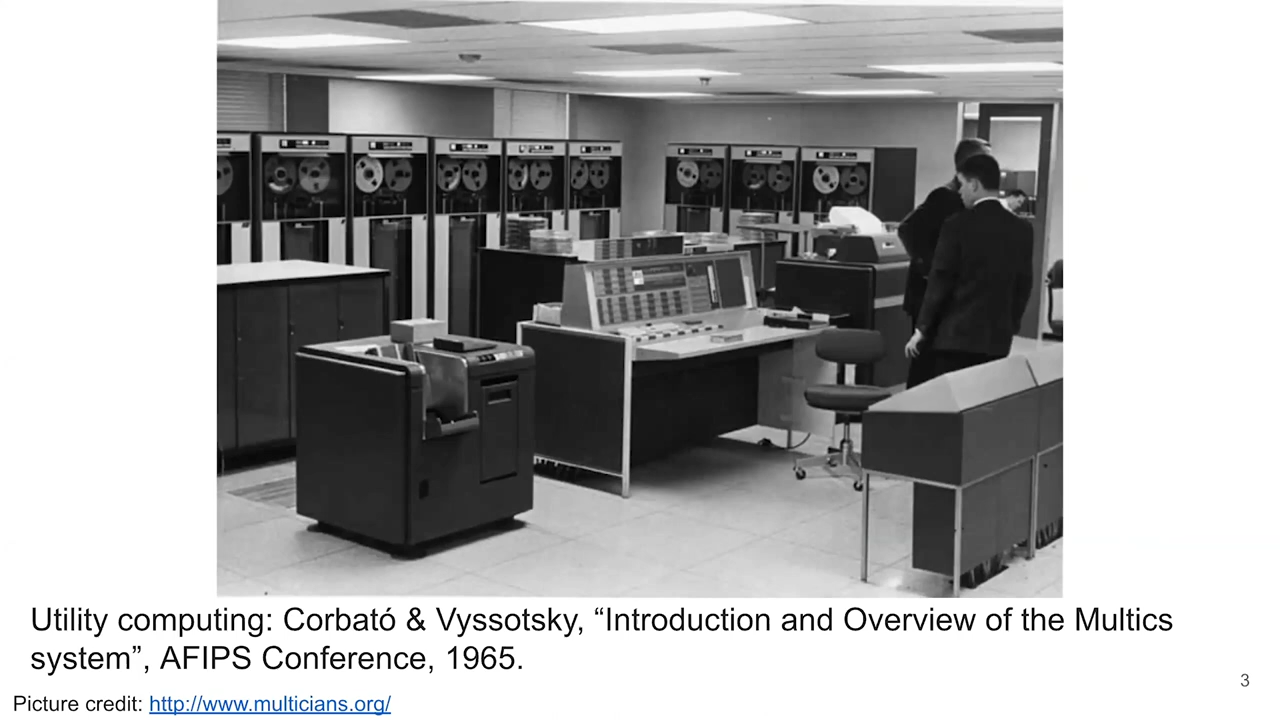 Utility computing: Corbató & Vyssotsky, “Introduction and Overview of the Multics
system”, AFIPS Conference, 1965.
3
Picture credit: http://www.multicians.org/